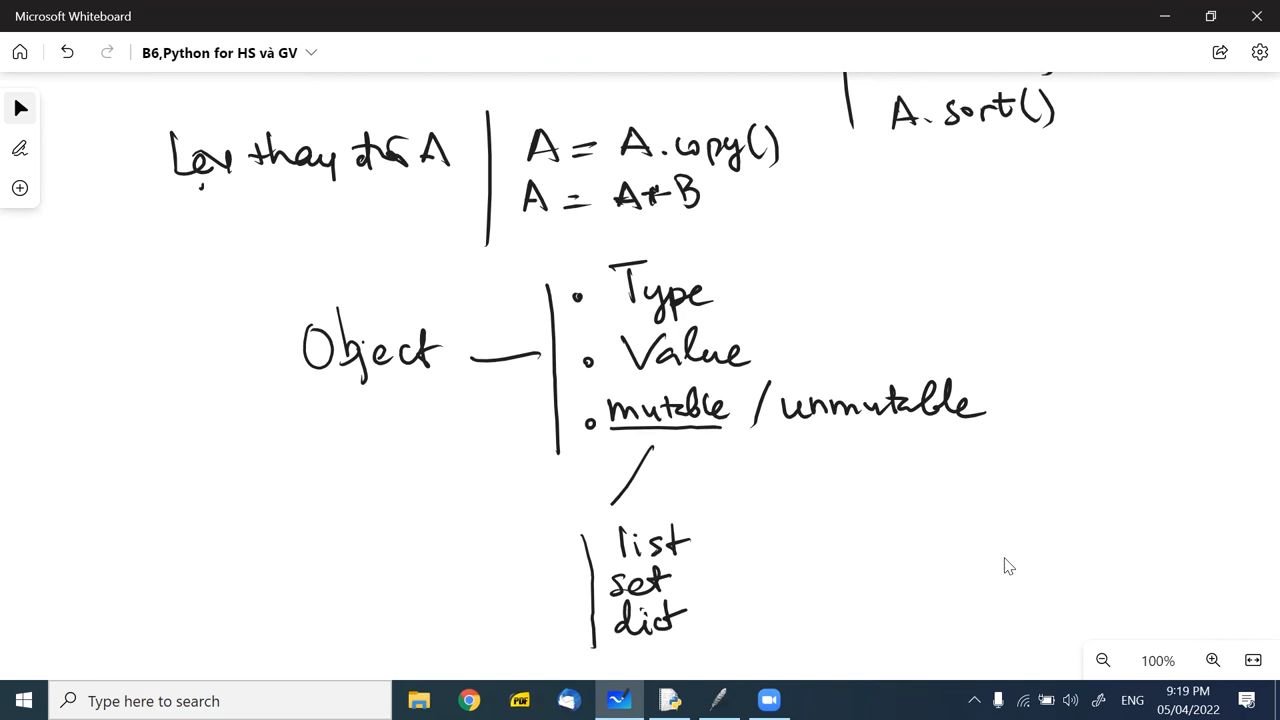 Microsoft Whiteboard
B6,Python for HS và GV
A.sort()
thay đổi A
A = A.copy()
A = A+B
Object
• Type
• Value
• mutable / unmutable
list
set
dict
100%
Type here to search
PDF
ENG
9:19 PM
05/04/2022